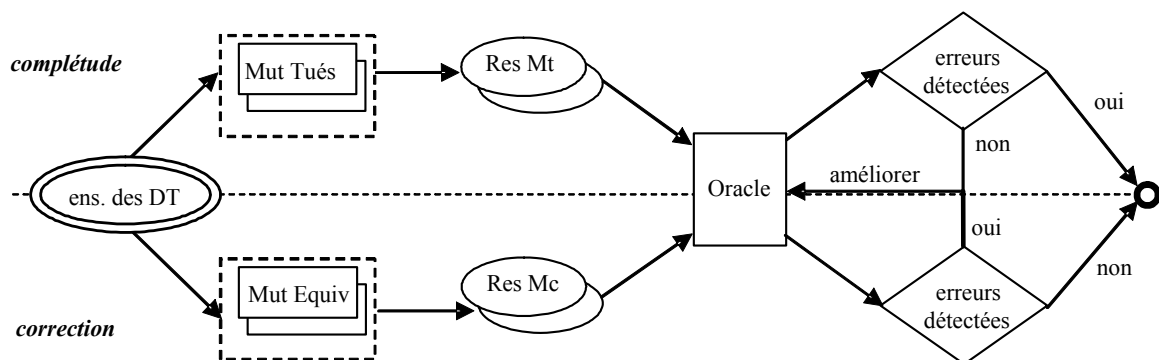 complétude
Mut Tués
Res Mt
erreurs
détectées
oui
non
ens. des DT
Oracle
améliorer
oui
Mut Equiv
Res Mc
erreurs
détectées
non
correction